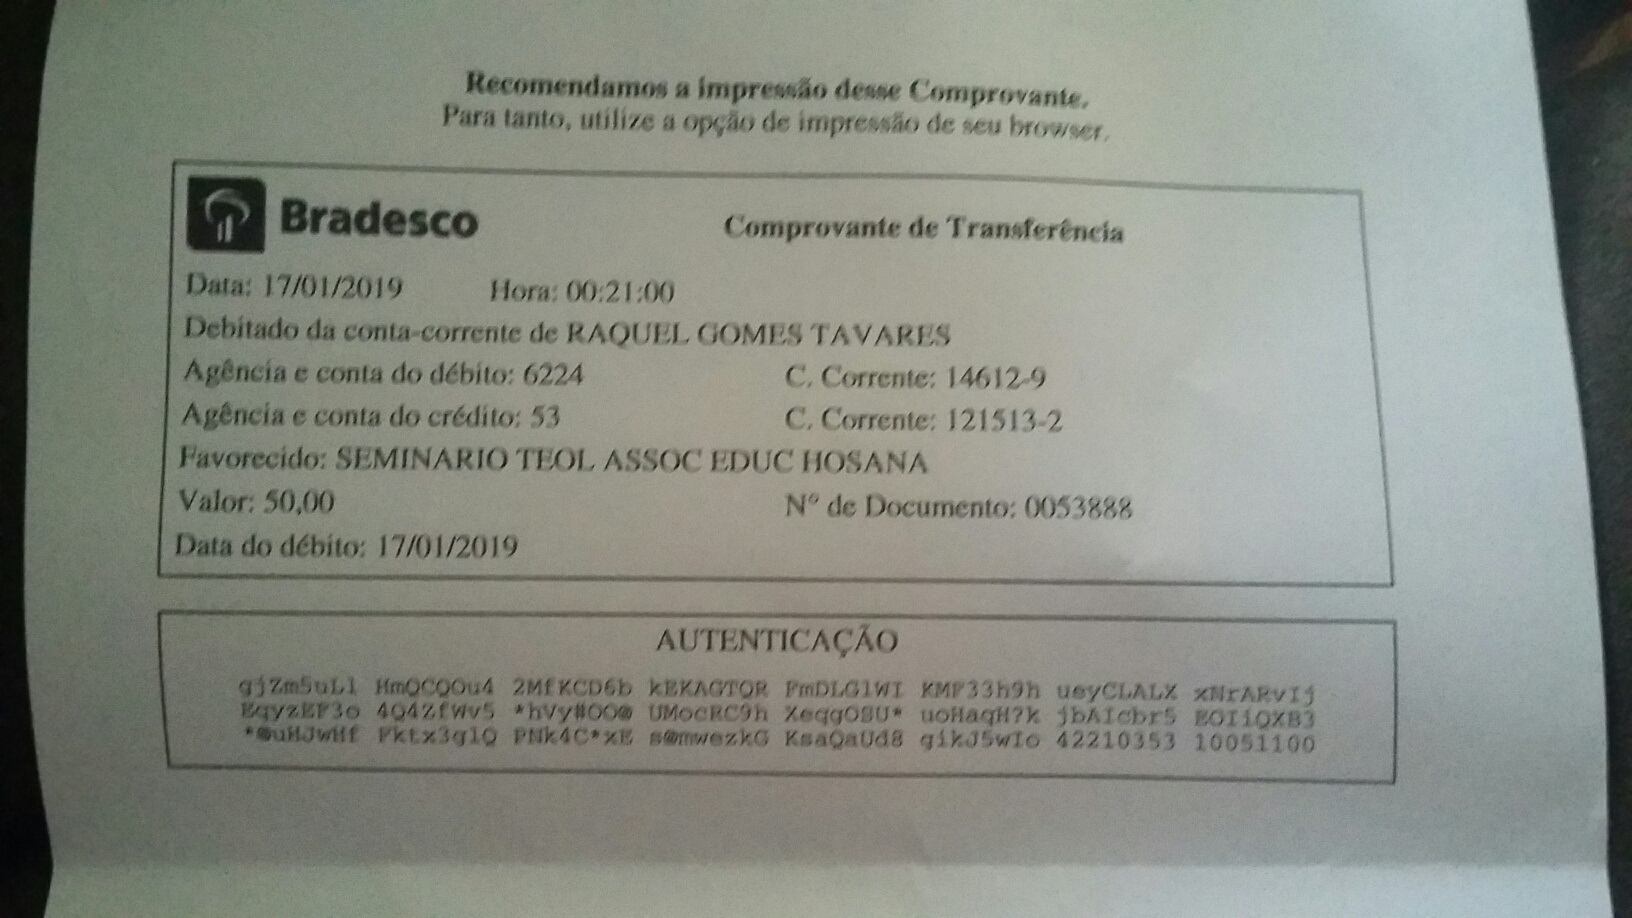 Recomendamos a impressão desse Comprovante.
Para tanto, utilize a opção de impressão de seu browser.
Bradesco Comprovante de Transferência
Data: 17/01/2019 Hora: 00:21:00
Debitado da conta-corrente de RAQUEL GOMES TAVARES
Agência e conta do débito: 6224 C. Corrente: 14612-9
Agência e conta do crédito: 53 C. Corrente: 121513-2
Favorecido: SEMINARIO TEOL ASSOC EDUC HOSANA
Valor: 50,00 Nº de Documento: 0053888
Data do débito: 17/01/2019
AUTENTICAÇÃO
gjZm5uLl HmQCQOu4 2MfKCD6b kEKAGTQR FmDLG1WI KMF33h9h usyCLALX xNrARvIj
EqyzEF3o 4Q4ZfWv5 *hVy#OO@ UMocRC9h XeqgOSU* uoHaqH?k jbAIcbr5 EOIiQXB3
*@uHJwHf Fktx3glQ PNk4C*xE s@mwezkG KsaQaUd8 gikJ5wIo 42210353 10051100